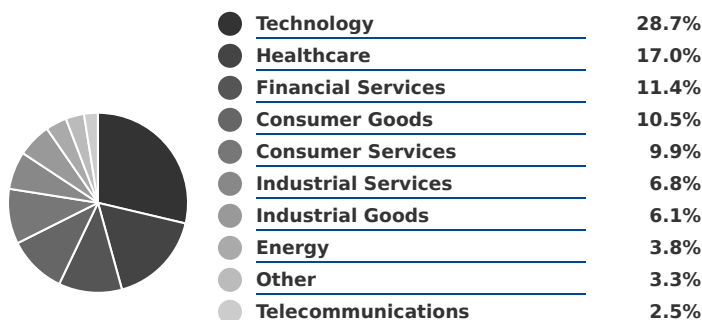 Technology 28.7%
Healthcare 17.0%
Financial Services 11.4%
Consumer Goods 10.5%
Consumer Services 9.9%
Industrial Services 6.8%
Industrial Goods 6.1%
Energy 3.8%
Other 3.3%
Telecommunications 2.5%